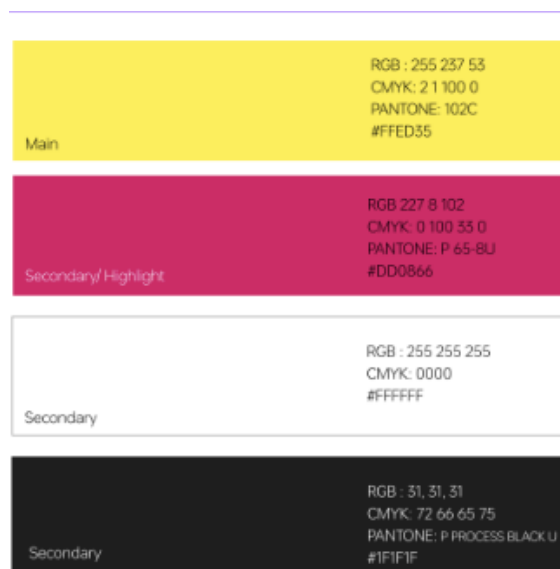 RGB : 255 237 53
CMYK: 2 1 100 0
PANTONE: 102C
#FFED35
Main
RGB 227 8 102
CMYK: 0 100 33 0
PANTONE: P 65-8U
#DD0866
Secondary/ Highlight
RGB : 255 255 255
CMYK: 0000
#FFFFFF
Secondary
RGB : 31, 31, 31
CMYK: 72 66 65 75
PANTONE: P PROCESS BLACK U
#1F1F1F
Secondary